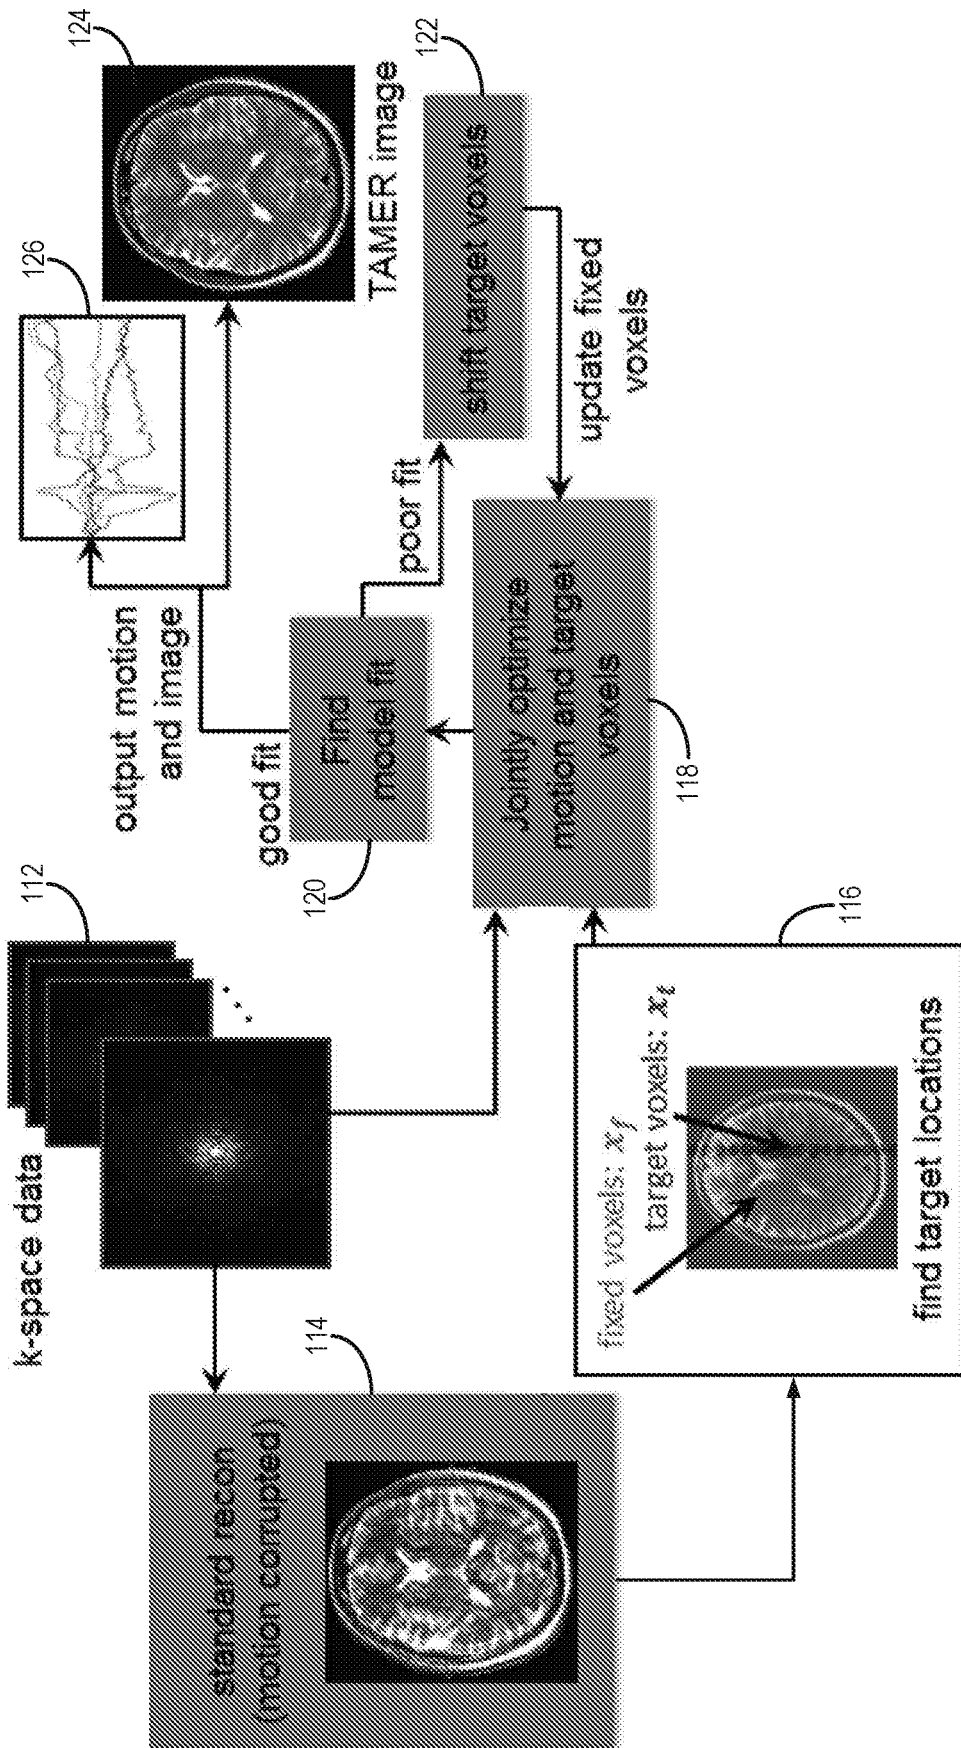 k-space data
112
standard recon
(motion corrupted)
114
fixed voxels: x_f
target voxels: x_t
find target locations
116
Jointly optimize
motion and target
voxels
118
Find
model fit
120
good fit
poor fit
output motion
and image
shift target voxels
122
update fixed
voxels
126
124
TAMER image